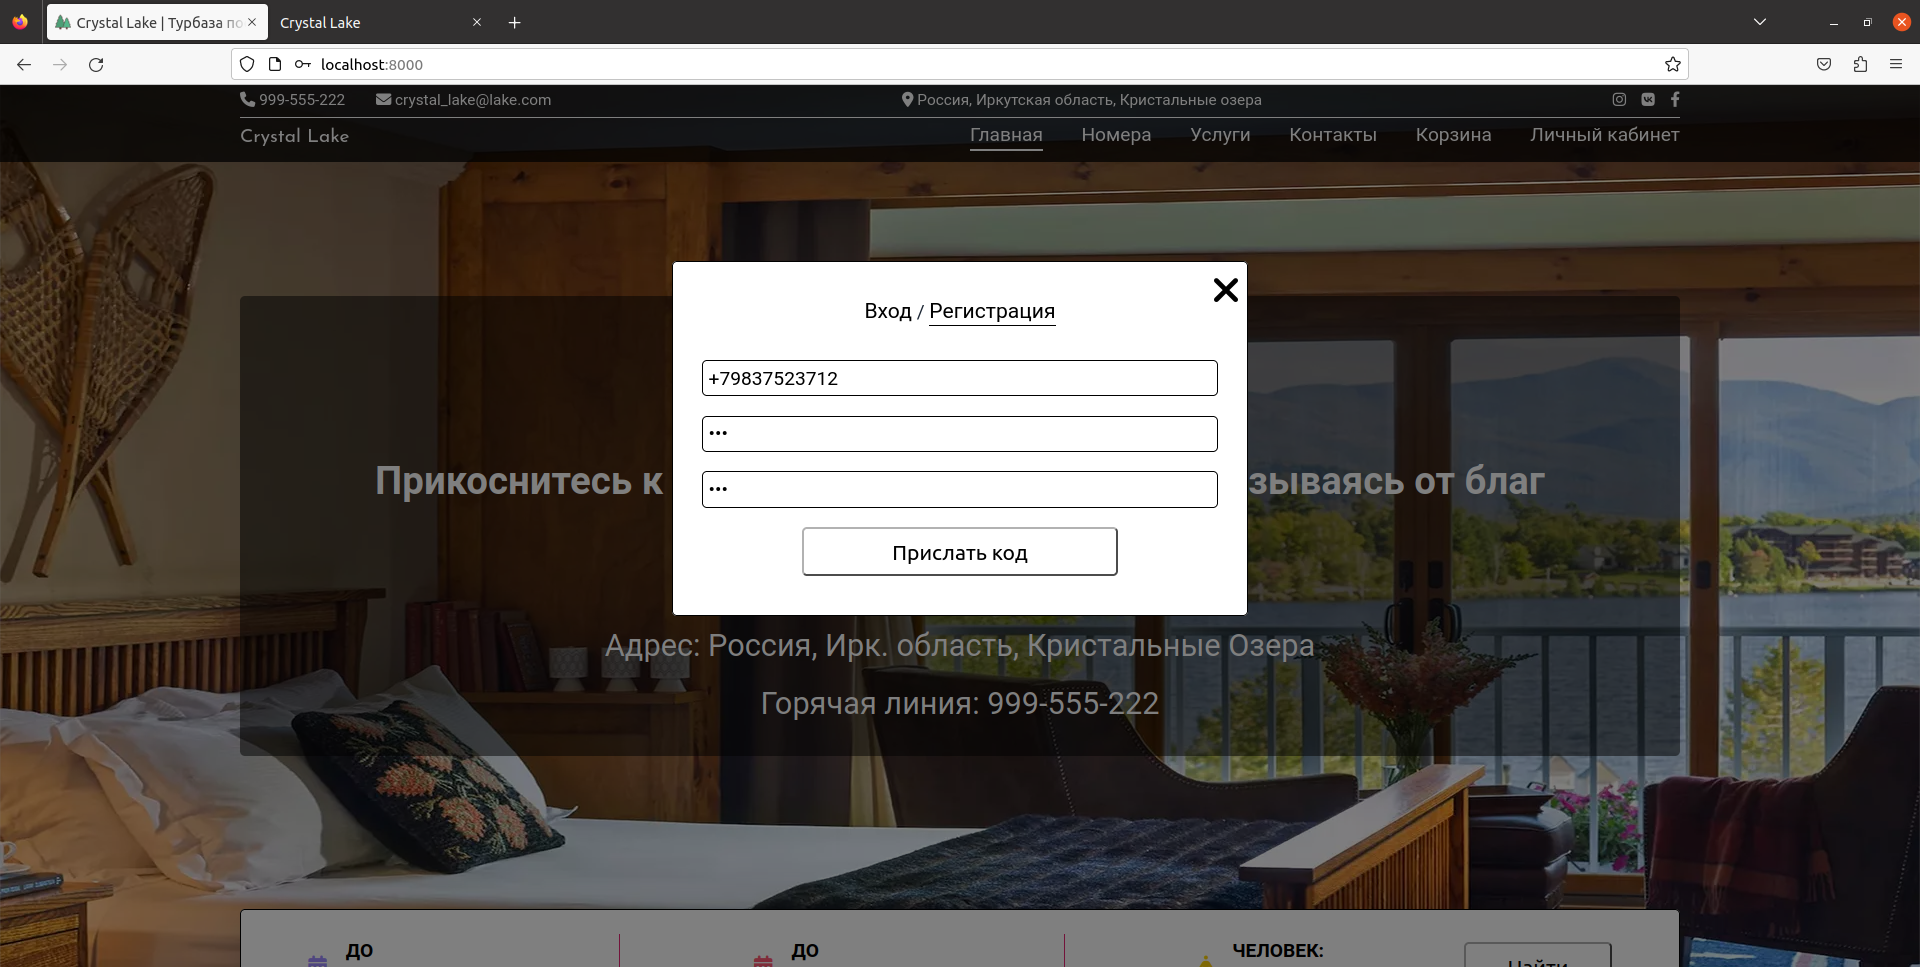 Crystal Lake | Турбаза по
Crystal Lake
localhost:8000
999-555-222
crystal_lake@lake.com
Россия, Иркутская область, Кристальные озера
Crystal Lake
Главная
Номера
Услуги
Контакты
Корзина
Личный кабинет
Вход / Регистрация
+79837523712
•••
•••
Прислать код
Прикоснитесь к
зываясь от благ
Адрес: Россия, Ирк. область, Кристальные Озера
Горячая линия: 999-555-222
ДО
ДО
ЧЕЛОВЕК:
Найти